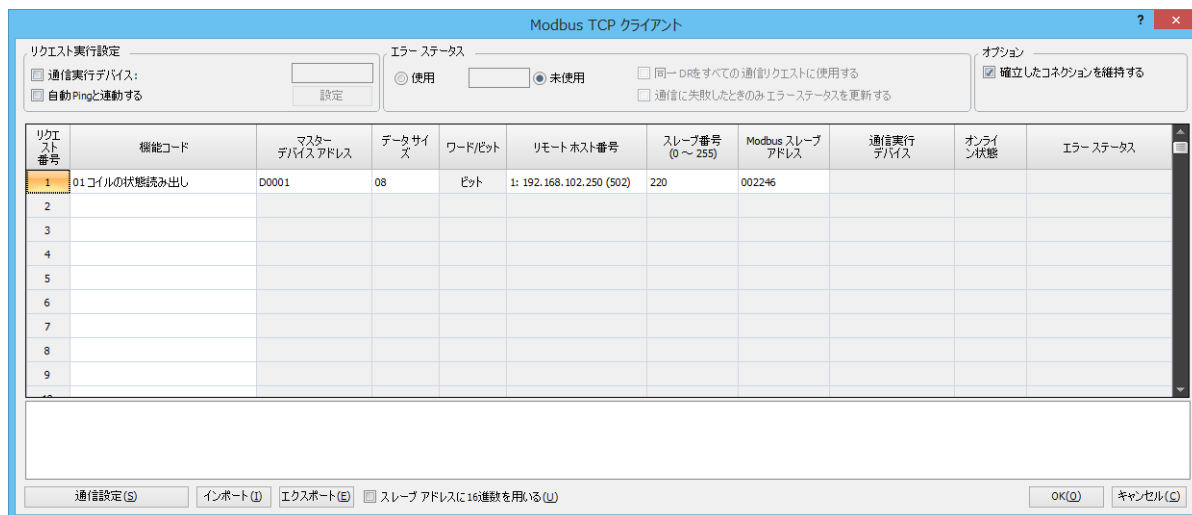 Modbus TCP クライアント
? ×
リクエスト実行設定
通信実行デバイス:
自動Pingと連動する
設定
エラー ステータス
使用
未使用
同一 DRをすべての通信リクエストに使用する
通信に失敗したときのみエラーステータスを更新する
オプション
確立したコネクションを維持する
リクエスト番号 機能コード マスター デバイス アドレス データ サイズ ワード/ビット リモート ホスト番号 スレーブ番号 (0 ～ 255) Modbus スレーブ アドレス 通信実行 デバイス オンライン状態 エラー ステータス
1 01 コイルの状態読み出し D0001 08 ビット 1: 192.168.102.250 (502) 220 002246
2
3
4
5
6
7
8
9
通信設定(S) インポート(I) エクスポート(E) スレーブ アドレスに16進数を用いる(U) OK(O) キャンセル(C)